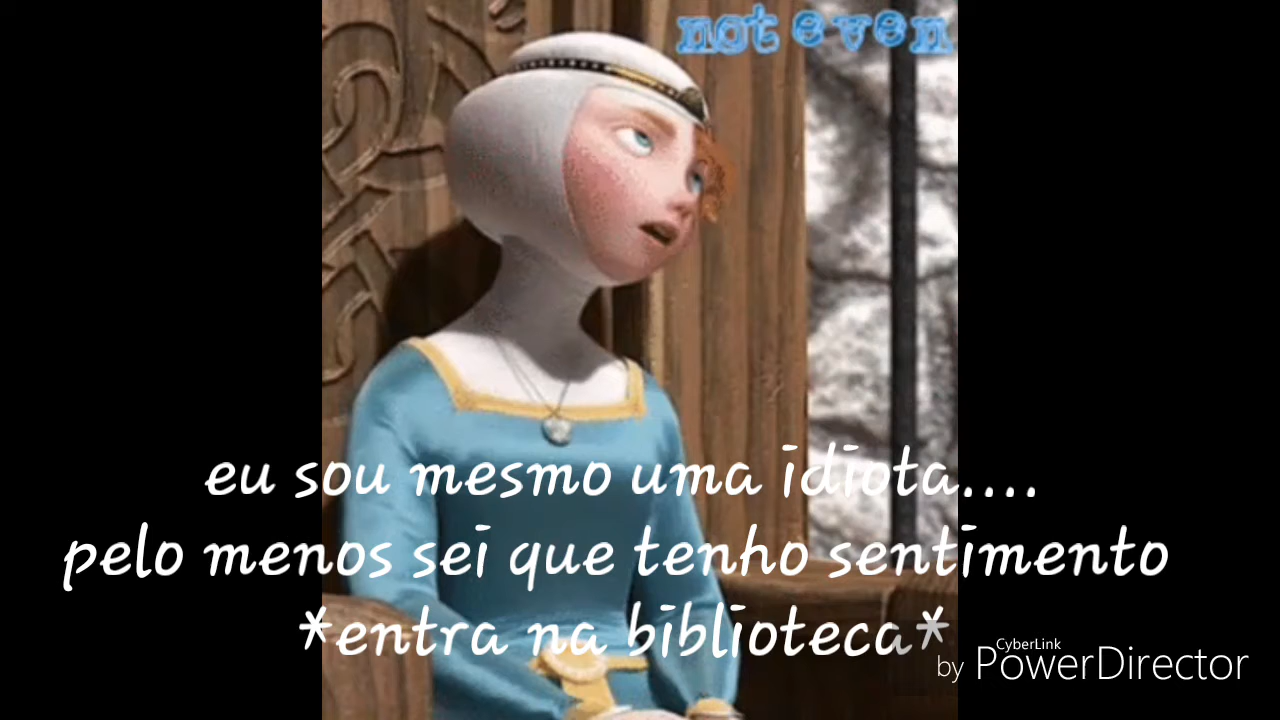 not even
eu sou mesmo uma idiota....
pelo menos sei que tenho sentimento
*entra na biblioteca*
CyberLink
by PowerDirector